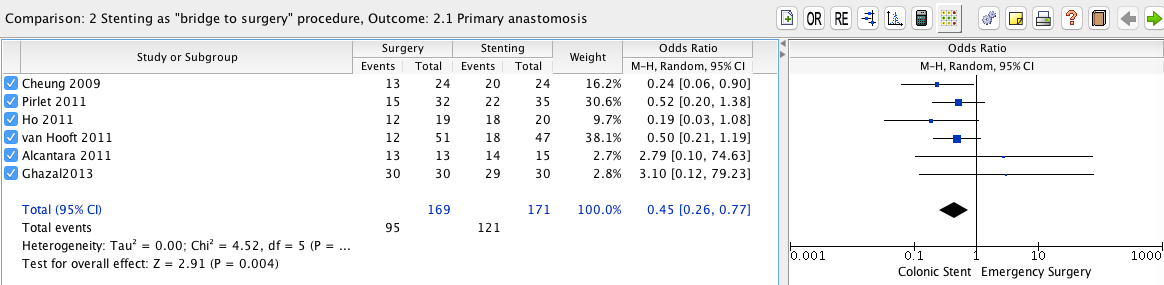 Comparison: 2 Stenting as "bridge to surgery" procedure, Outcome: 2.1 Primary anastomosis
OR RE
Surgery Stenting Odds Ratio Odds Ratio
Study or Subgroup Events Total Events Total Weight M-H, Random, 95% CI M-H, Random, 95% CI
Cheung 2009 13 24 20 24 16.2% 0.24 [0.06, 0.90]
Pirlet 2011 15 32 22 35 30.6% 0.52 [0.20, 1.38]
Ho 2011 12 19 18 20 9.7% 0.19 [0.03, 1.08]
van Hooft 2011 12 51 18 47 38.1% 0.50 [0.21, 1.19]
Alcantara 2011 13 13 14 15 2.7% 2.79 [0.10, 74.63]
Ghazal2013 30 30 29 30 2.8% 3.10 [0.12, 79.23]
Total (95% CI) 169 171 100.0% 0.45 [0.26, 0.77]
Total events 95 121
Heterogeneity: Tau² = 0.00; Chi² = 4.52, df = 5 (P = ...
Test for overall effect: Z = 2.91 (P = 0.004)
0.001 0.1 1 10 1000
Colonic Stent Emergency Surgery